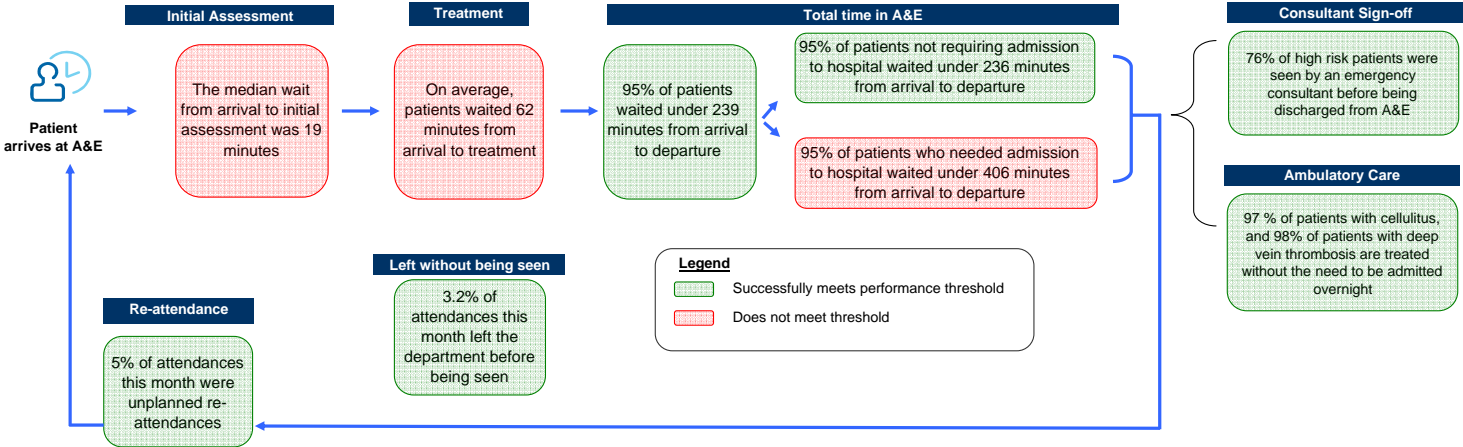 Initial Assessment
Treatment
Total time in A&E
Consultant Sign-off
Patient
arrives at A&E
The median wait
from arrival to initial
assessment was 19
minutes
On average,
patients waited 62
minutes from
arrival to treatment
95% of patients
waited under 239
minutes from arrival
to departure
95% of patients not requiring admission
to hospital waited under 236 minutes
from arrival to departure
95% of patients who needed admission
to hospital waited under 406 minutes
from arrival to departure
76% of high risk patients were
seen by an emergency
consultant before being
discharged from A&E
Ambulatory Care
97 % of patients with cellulitus,
and 98% of patients with deep
vein thrombosis are treated
without the need to be admitted
overnight
Left without being seen
3.2% of
attendances this
month left the
department before
being seen
Legend
Successfully meets performance threshold
Does not meet threshold
Re-attendance
5% of attendances
this month were
unplanned re-
attendances